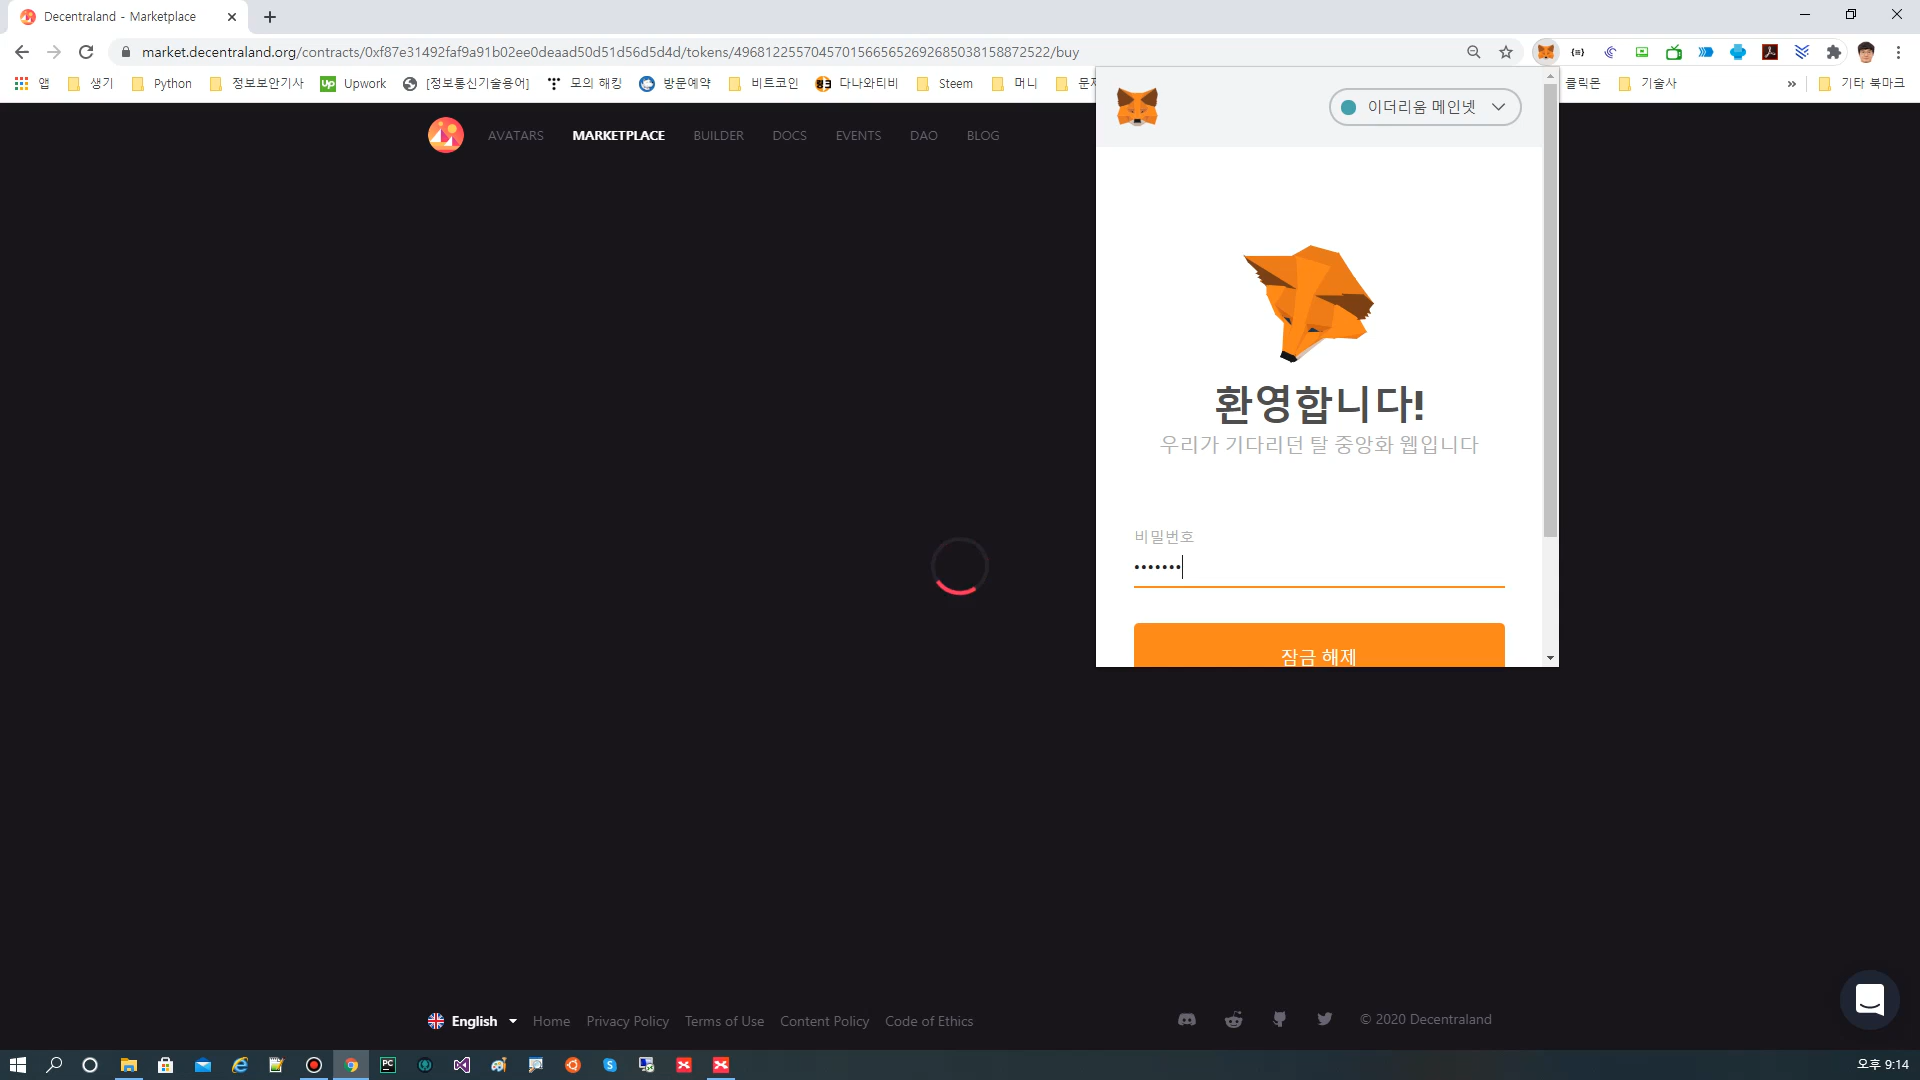 Decentraland - Marketplace
market.decentraland.org/contracts/0xf87e31492faf9a91b02ee0deaad50d51d56d5d4d/tokens/49681225570457015665652692685038158872522/buy
앱 생기 Python 정보보안기사 Up Upwork [정보통신기술용어] 모의 해킹 방문예약 비트코인 다나와티비 Steem 머니 클릭몬 기술사 » 기타 북마크
이더리움 메인넷
AVATARS MARKETPLACE BUILDER DOCS EVENTS DAO BLOG
환영합니다!
우리가 기다리던 탈 중앙화 웹입니다
비밀번호
•••••••
잠금 해제
English Home Privacy Policy Terms of Use Content Policy Code of Ethics © 2020 Decentraland
오후 9:14